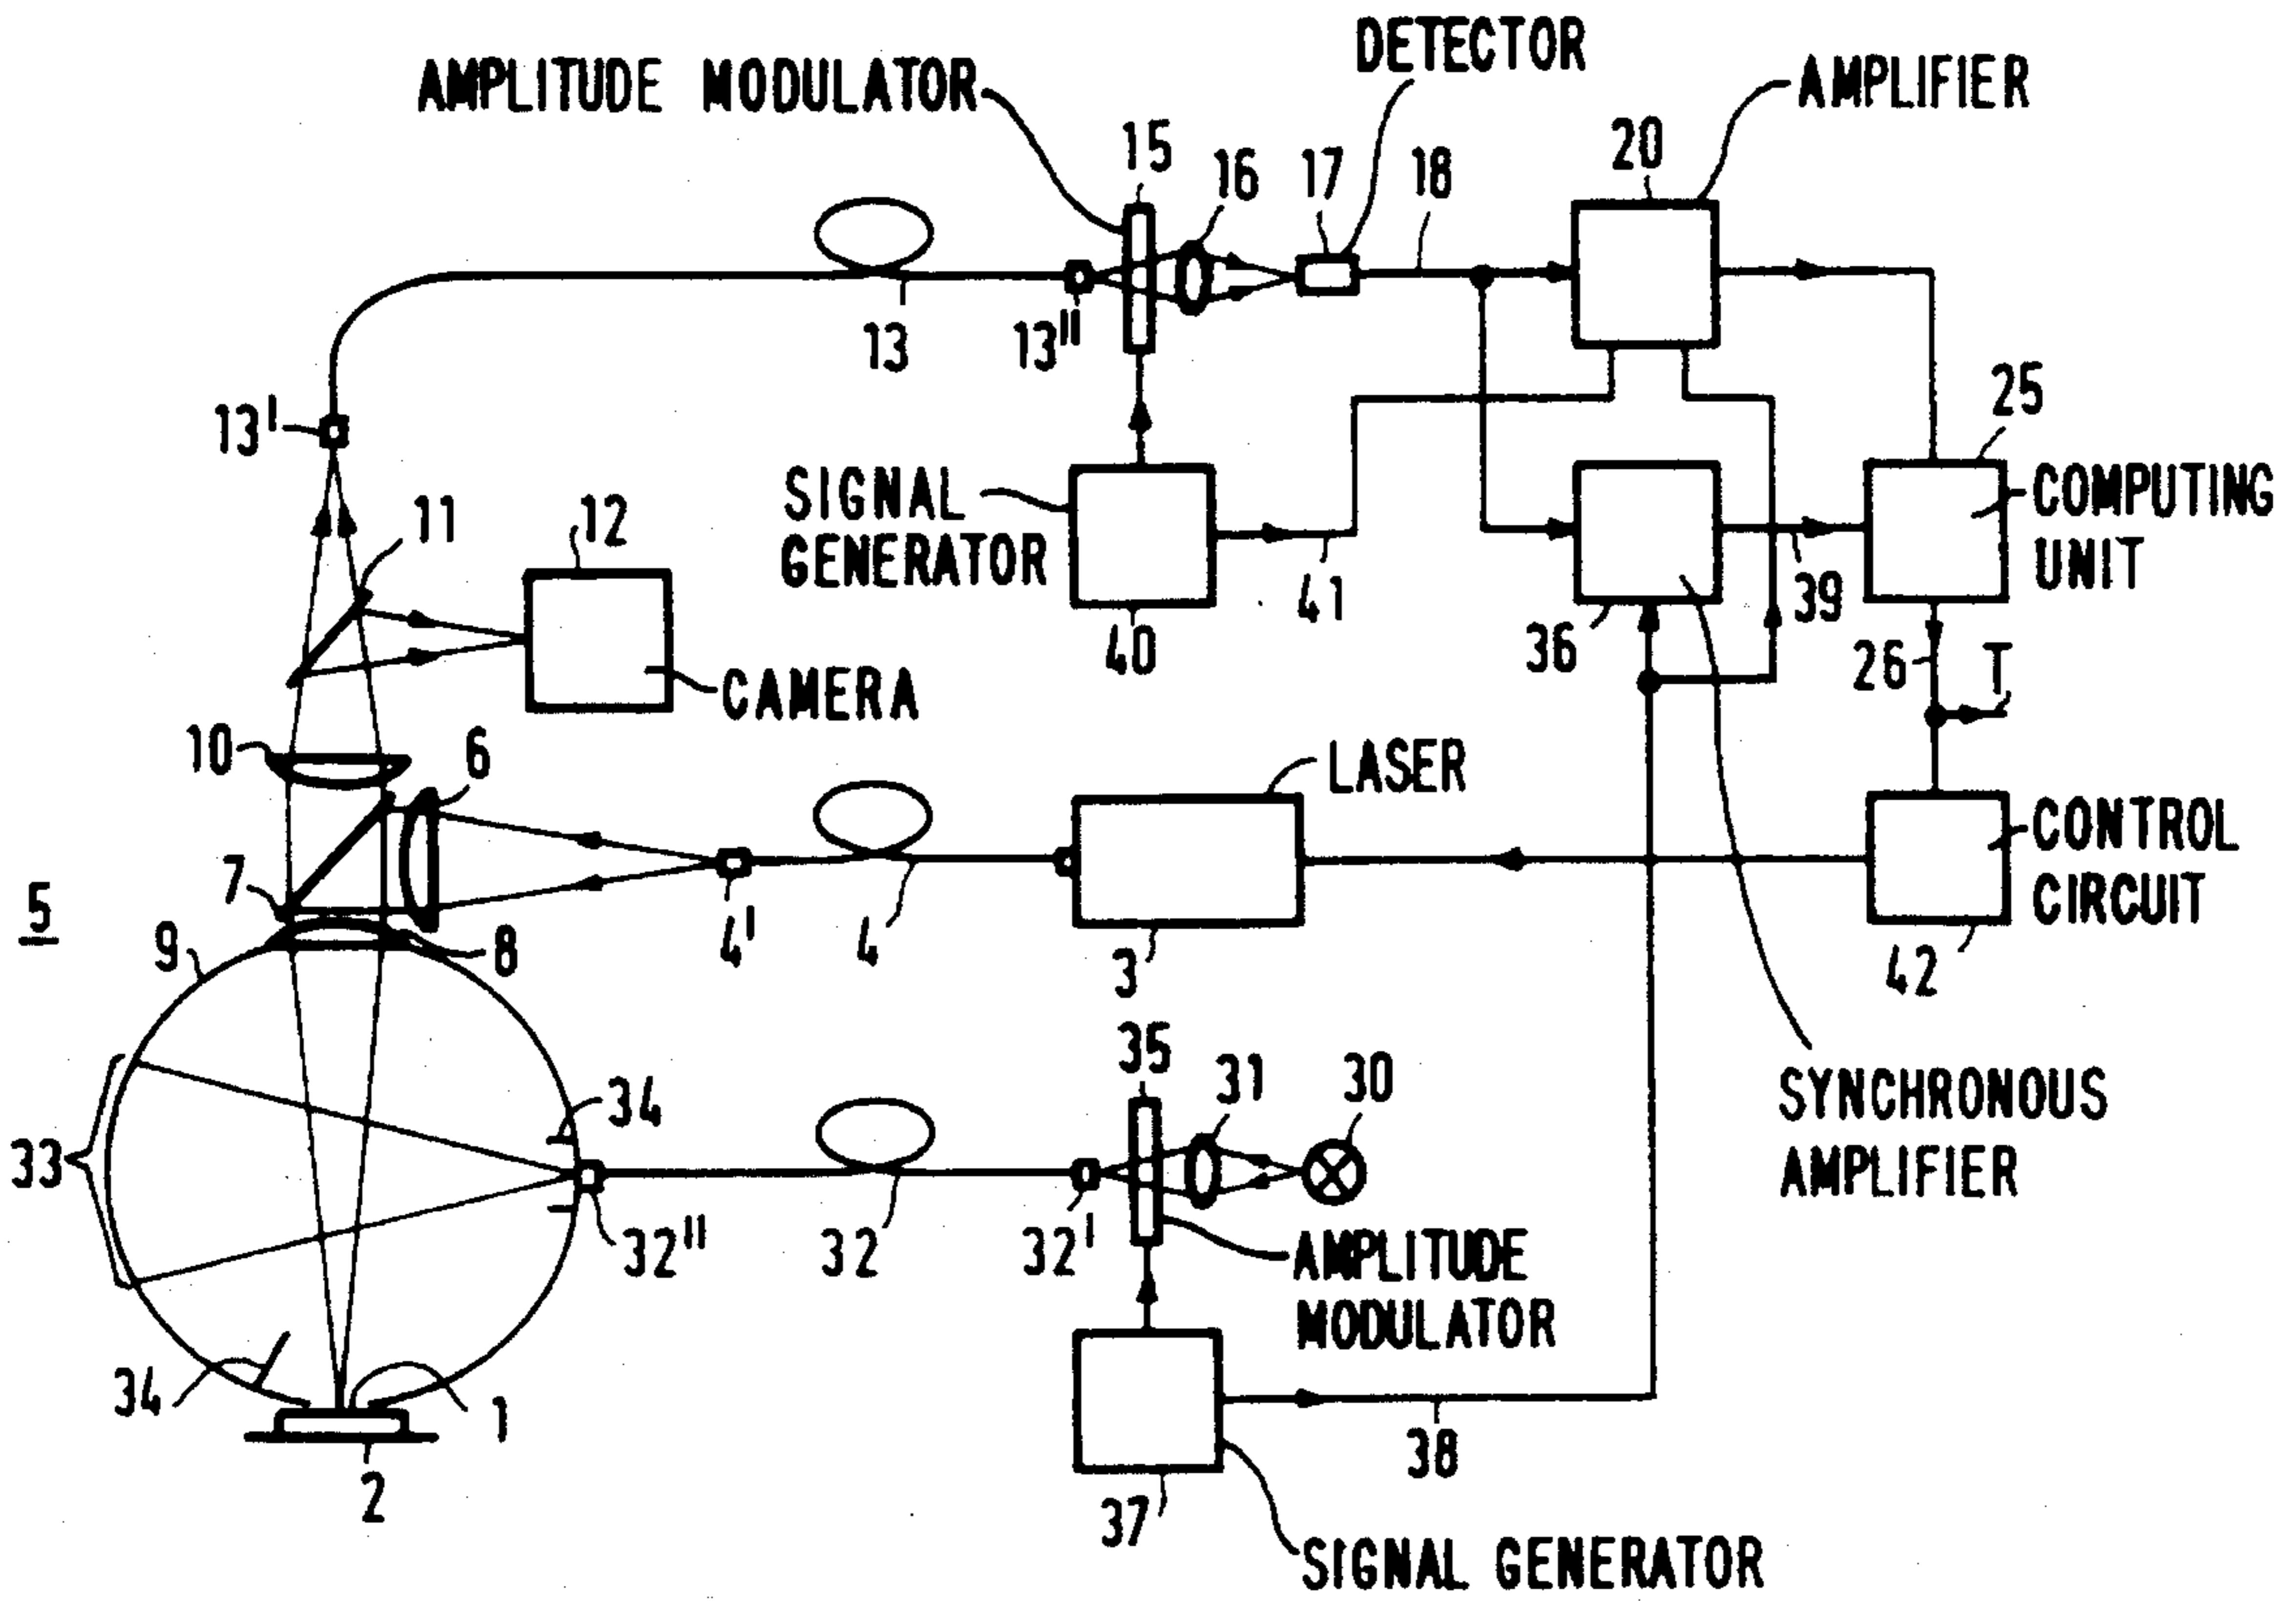 DETECTOR
AMPLITUDE MODULATOR
AMPLIFIER
15
16
17
18
20
13
13"
13'
25
SIGNAL
GENERATOR
COMPUTING
UNIT
11
12
40
41
36
39
26
T
CAMERA
10
6
LASER
7
5
9
8
4'
4
3
CONTROL
CIRCUIT
42
35
31
30
34
33
32"
32
32'
SYNCHRONOUS
AMPLIFIER
AMPLITUDE
MODULATOR
34
1
2
37
38
SIGNAL GENERATOR